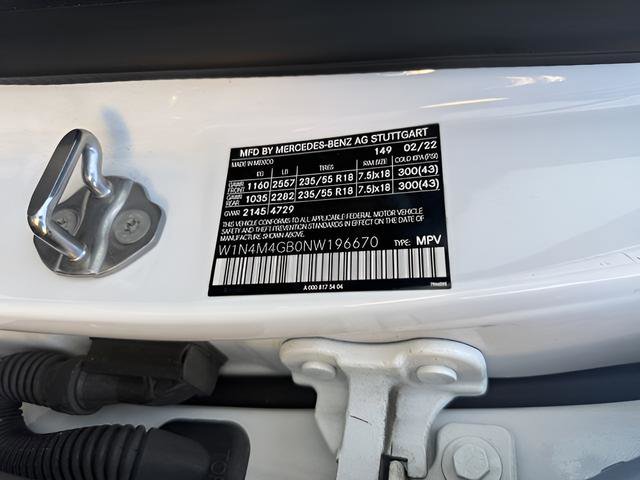 MFD BY MERCEDES-BENZ AG STUTTGART
MADE IN MEXICO 149 02/22
KG LB TIRES RIM SIZE COLD KPA/(PSI)
GAWR FRONT 1160 2557 235/55 R18 7.5Jx18 300(43)
GAWR REAR 1035 2282 235/55 R18 7.5Jx18 300(43)
GVWR 2145 4729
THIS VEHICLE CONFORMS TO ALL APPLICABLE FEDERAL MOTOR VEHICLE
SAFETY STANDARDS IN EFFECT ON THE DATE OF
MANUFACTURE SHOWN ABOVE.
W1N4M4GB0NW196670 TYPE: MPV
A 000 817 54 04